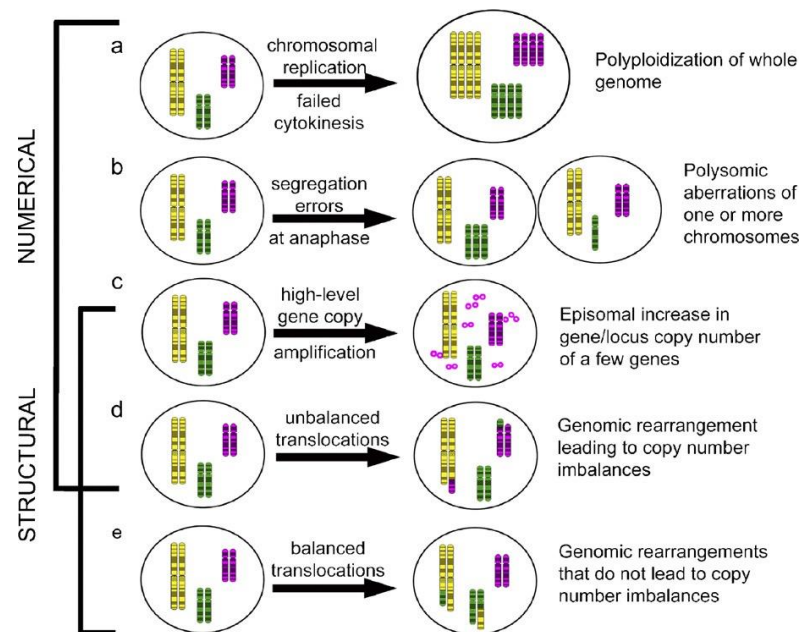 NUMERICAL
STRUCTURAL
a
chromosomal
replication
failed
cytokinesis
Polyploidization of whole
genome
b
segregation
errors
at anaphase
Polysomic
aberrations of
one or more
chromosomes
c
high-level
gene copy
amplification
Episomal increase in
gene/locus copy number
of a few genes
d
unbalanced
translocations
Genomic rearrangement
leading to copy number
imbalances
e
balanced
translocations
Genomic rearrangements
that do not lead to copy
number imbalances